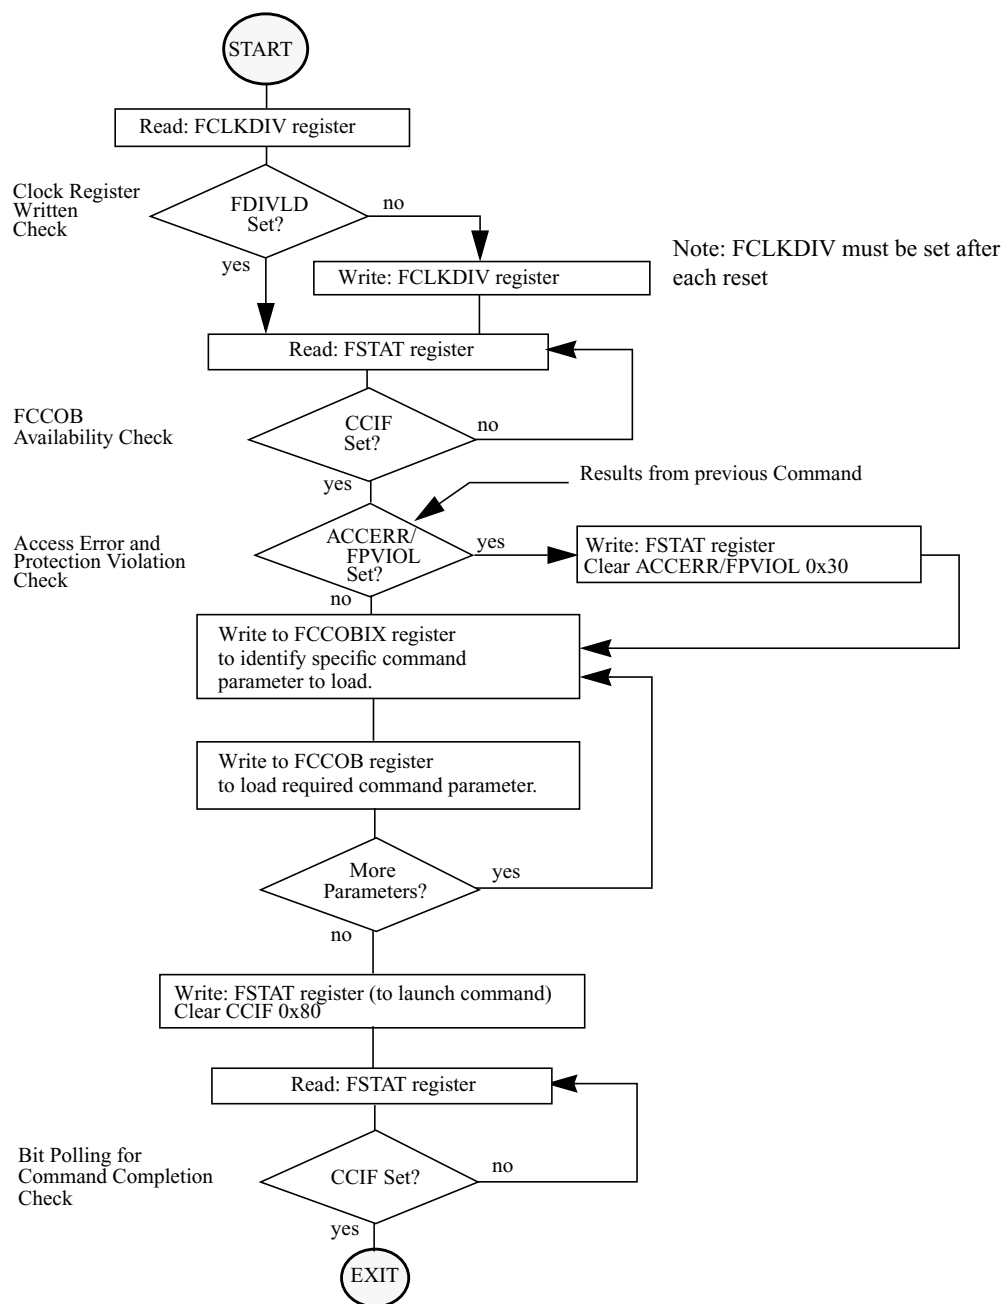 START
Read: FCLKDIV register
Clock Register
Written
Check
FDIVLD
Set?
no
yes
Note: FCLKDIV must be set after
each reset
Write: FCLKDIV register
Read: FSTAT register
FCCOB
Availability Check
CCIF
Set?
no
yes
Results from previous Command
Access Error and
Protection Violation
Check
ACCERR/
FPVIOL
Set?
yes
no
Write: FSTAT register
Clear ACCERR/FPVIOL 0x30
Write to FCCOBIX register
to identify specific command
parameter to load.
Write to FCCOB register
to load required command parameter.
More
Parameters?
yes
no
Write: FSTAT register (to launch command)
Clear CCIF 0x80
Read: FSTAT register
Bit Polling for
Command Completion
Check
CCIF Set?
no
yes
EXIT